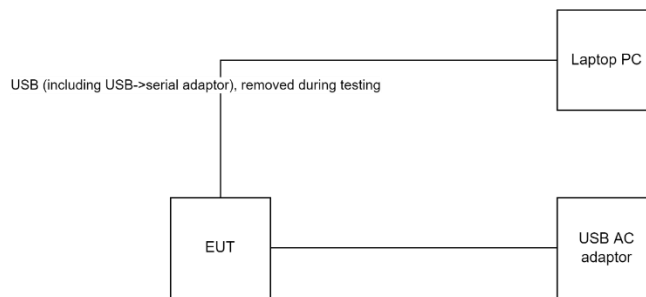 Laptop PC
USB (including USB->serial adaptor), removed during testing
EUT
USB AC
adaptor